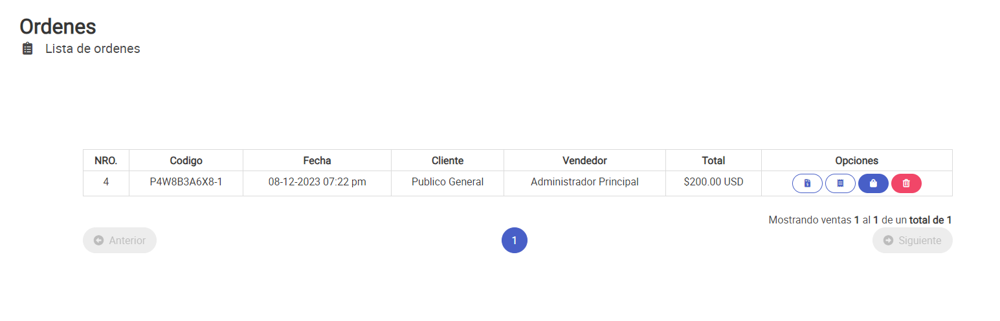 Ordenes
Lista de ordenes
NRO. Codigo Fecha Cliente Vendedor Total Opciones
4 P4W8B3A6X8-1 08-12-2023 07:22 pm Publico General Administrador Principal $200.00 USD
Mostrando ventas 1 al 1 de un total de 1
Anterior 1 Siguiente